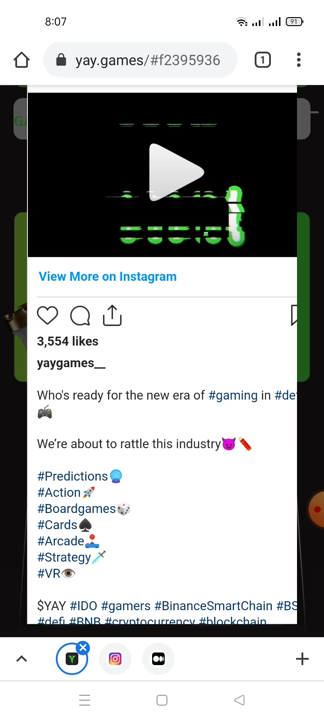 8:07
91
yay.games/#f2395936
1
View More on Instagram
3,554 likes
yaygames__
Who's ready for the new era of #gaming in #de
🎮
We're about to rattle this industry😈🧨
#Predictions🔮
#Action🚀
#Boardgames🎲
#Cards♠️
#Arcade🕹️
#Strategy🗡️
#VR👁️
$YAY #IDO #gamers #BinanceSmartChain #BS
#defi #BNB #cryptocurrency #blockchain